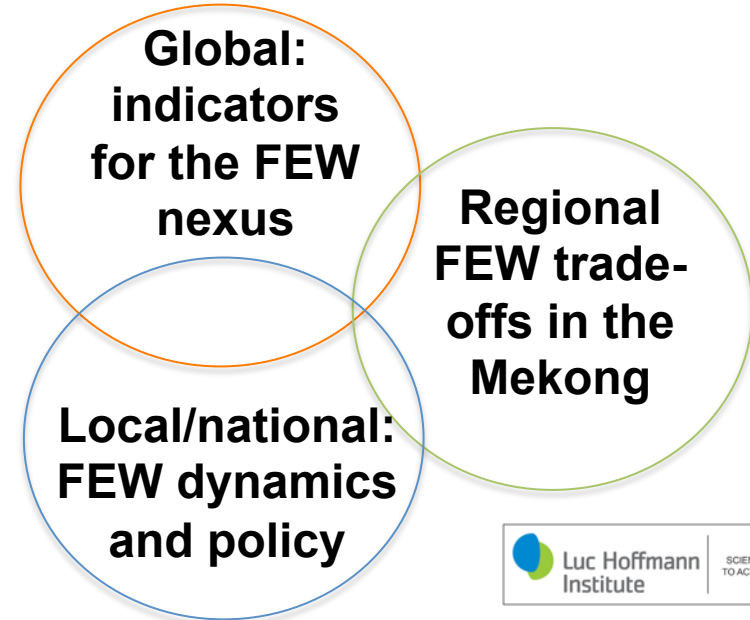 Global:
indicators
for the FEW
nexus
Regional
FEW trade-
offs in the
Mekong
Local/national:
FEW dynamics
and policy
Luc Hoffmann
Institute